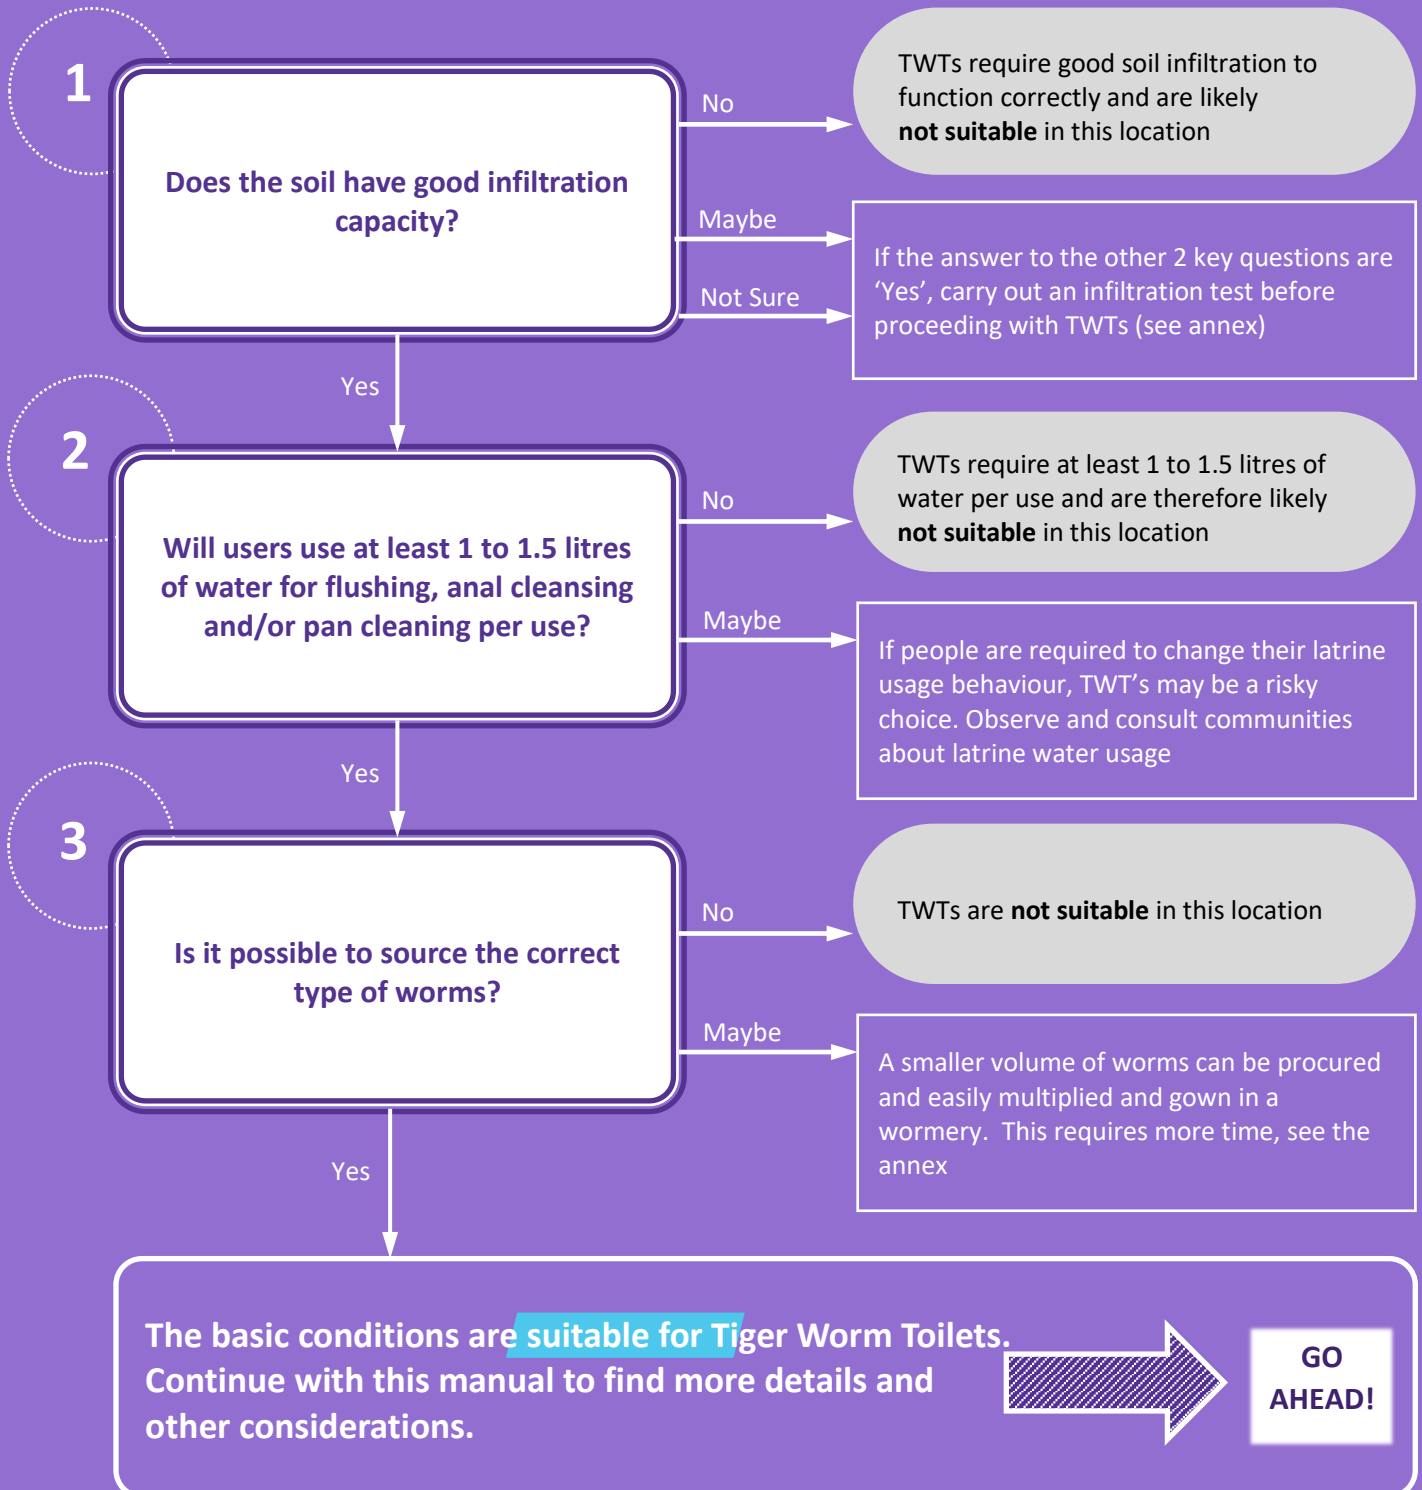 1
Does the soil have good infiltration
capacity?
No
TWTs require good soil infiltration to
function correctly and are likely
not suitable in this location
Maybe
Not Sure
If the answer to the other 2 key questions are
‘Yes’, carry out an infiltration test before
proceeding with TWTs (see annex)
Yes
2
Will users use at least 1 to 1.5 litres
of water for flushing, anal cleansing
and/or pan cleaning per use?
No
TWTs require at least 1 to 1.5 litres of
water per use and are therefore likely
not suitable in this location
Maybe
If people are required to change their latrine
usage behaviour, TWT’s may be a risky
choice. Observe and consult communities
about latrine water usage
Yes
3
Is it possible to source the correct
type of worms?
No
TWTs are not suitable in this location
Maybe
A smaller volume of worms can be procured
and easily multiplied and gown in a
wormery.  This requires more time, see the
annex
Yes
The basic conditions are suitable for Tiger Worm Toilets.
Continue with this manual to find more details and
other considerations.
GO
AHEAD!